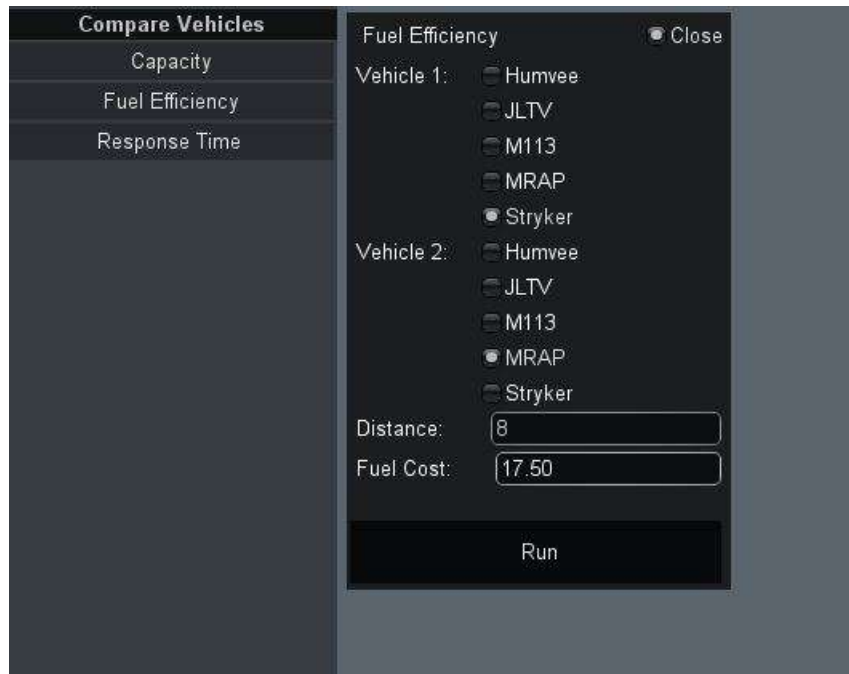 Compare Vehicles
Capacity
Fuel Efficiency
Response Time
Fuel Efficiency Close
Vehicle 1: Humvee
JLTV
M113
MRAP
Stryker
Vehicle 2: Humvee
JLTV
M113
MRAP
Stryker
Distance: 8
Fuel Cost: 17.50
Run